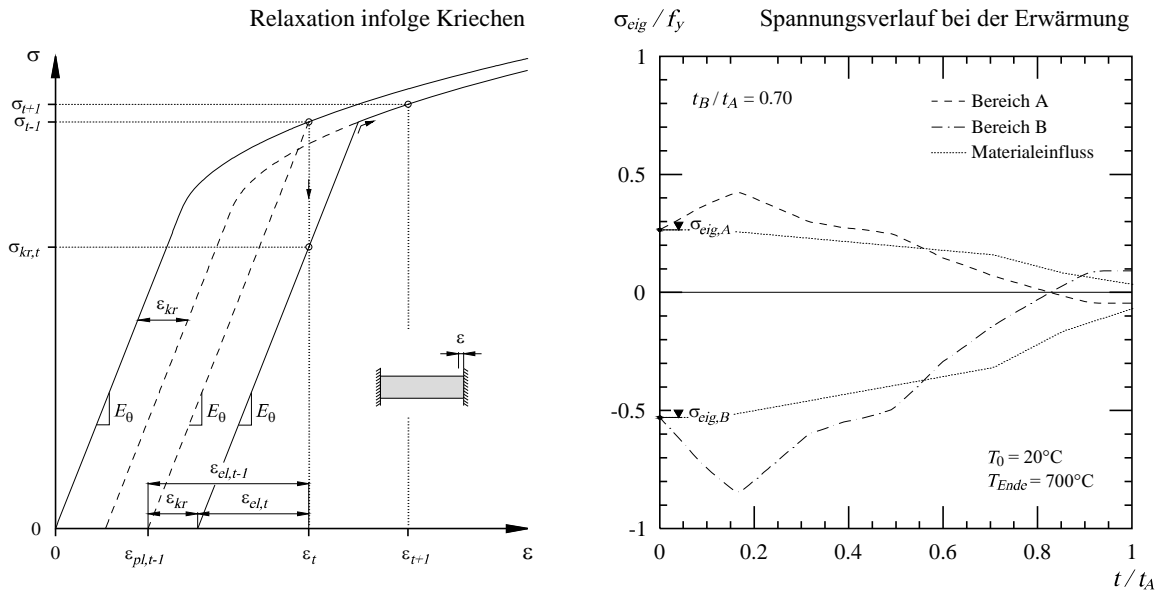 Relaxation infolge Kriechen
σ
σt+1
σt-1
σkr,t
εkr
ε
Eθ
Eθ
Eθ
εel,t-1
εkr
εel,t
0
0
εpl,t-1
εt
εt+1
ε
σeig / fy
Spannungsverlauf bei der Erwärmung
1
tB / tA = 0.70
Bereich A
Bereich B
Materialeinfluss
0.5
σeig,A
0
-0.5
σeig,B
T0 = 20°C
TEnde = 700°C
-1
0
0.2
0.4
0.6
0.8
1
t / tA